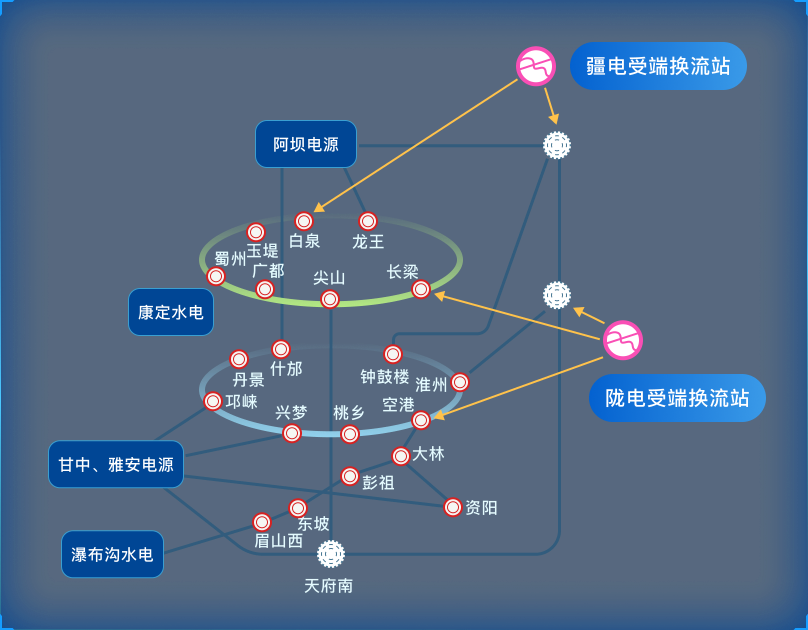 疆电受端换流站
阿坝电源
白泉
龙王
玉堤
蜀州
广都
尖山
长梁
康定水电
什邡
丹景
钟鼓楼
淮州
邛崃
兴梦
桃乡
空港
陇电受端换流站
甘中、雅安电源
大林
彭祖
资阳
东坡
眉山西
瀑布沟水电
天府南